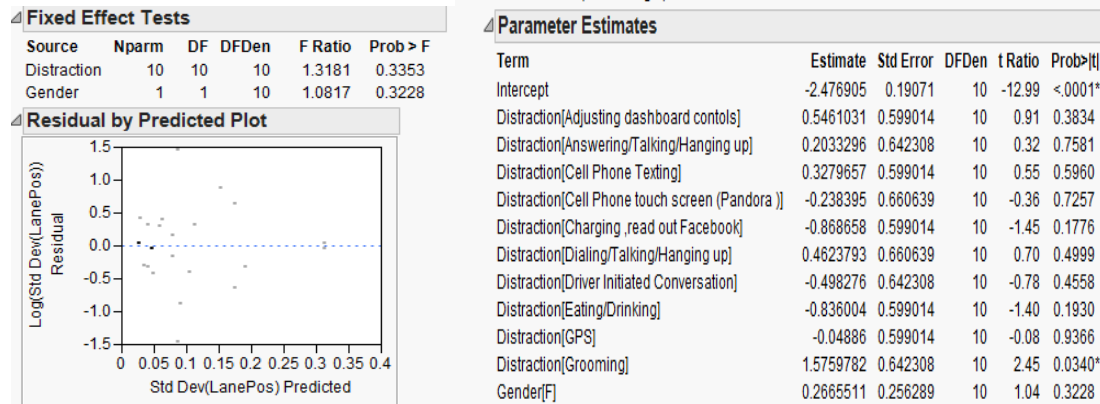 Fixed Effect Tests
Source Nparm DF DFDen F Ratio Prob > F
Distraction 10 10 10 1.3181 0.3353
Gender 1 1 10 1.0817 0.3228
Residual by Predicted Plot
Log(Std Dev(LanePos))
Residual
1.5
1.0
0.5
0.0
-0.5
-1.0
-1.5
0 0.05 0.1 0.15 0.2 0.25 0.3 0.35 0.4
Std Dev(LanePos) Predicted
Parameter Estimates
Term Estimate Std Error DFDen t Ratio Prob>|t|
Intercept -2.476905 0.19071 10 -12.99 <.0001*
Distraction[Adjusting dashboard contols] 0.5461031 0.599014 10 0.91 0.3834
Distraction[Answering/Talking/Hanging up] 0.2033296 0.642308 10 0.32 0.7581
Distraction[Cell Phone Texting] 0.3279657 0.599014 10 0.55 0.5960
Distraction[Cell Phone touch screen (Pandora )] -0.238395 0.660639 10 -0.36 0.7257
Distraction[Charging ,read out Facebook] -0.868658 0.599014 10 -1.45 0.1776
Distraction[Dialing/Talking/Hanging up] 0.4623793 0.660639 10 0.70 0.4999
Distraction[Driver Initiated Conversation] -0.498276 0.642308 10 -0.78 0.4558
Distraction[Eating/Drinking] -0.836004 0.599014 10 -1.40 0.1930
Distraction[GPS] -0.04886 0.599014 10 -0.08 0.9366
Distraction[Grooming] 1.5759782 0.642308 10 2.45 0.0340*
Gender[F] 0.2665511 0.256289 10 1.04 0.3228